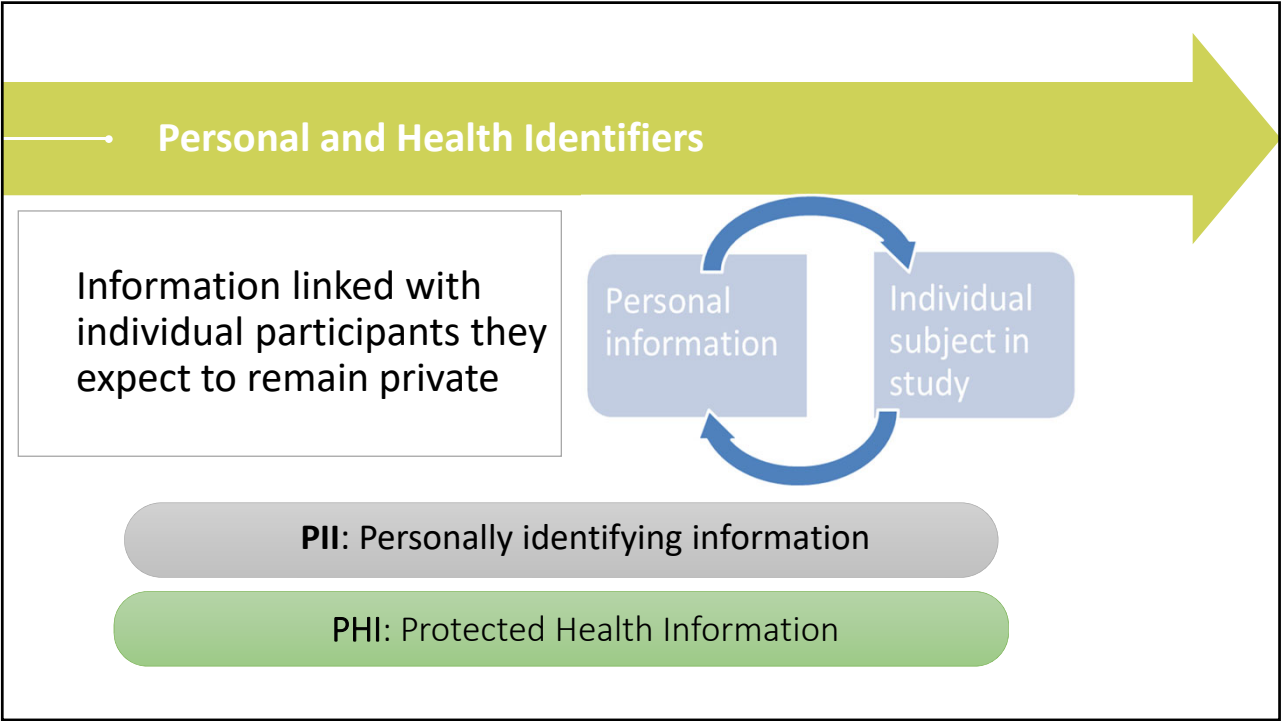 Personal and Health Identifiers
Information linked with
individual participants they
expect to remain private
Personal
information
Individual
subject in
study
PII: Personally identifying information
PHI: Protected Health Information